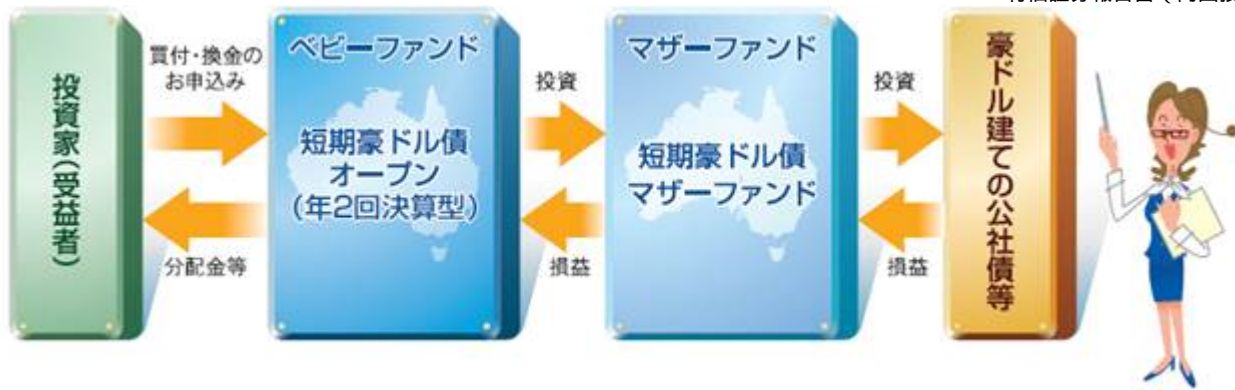 投資家(受益者)
買付・換金の
お申込み
分配金等
ベビーファンド
短期豪ドル債
オープン
(年2回決算型)
投資
損益
マザーファンド
短期豪ドル債
マザーファンド
投資
損益
豪ドル建ての公社債等